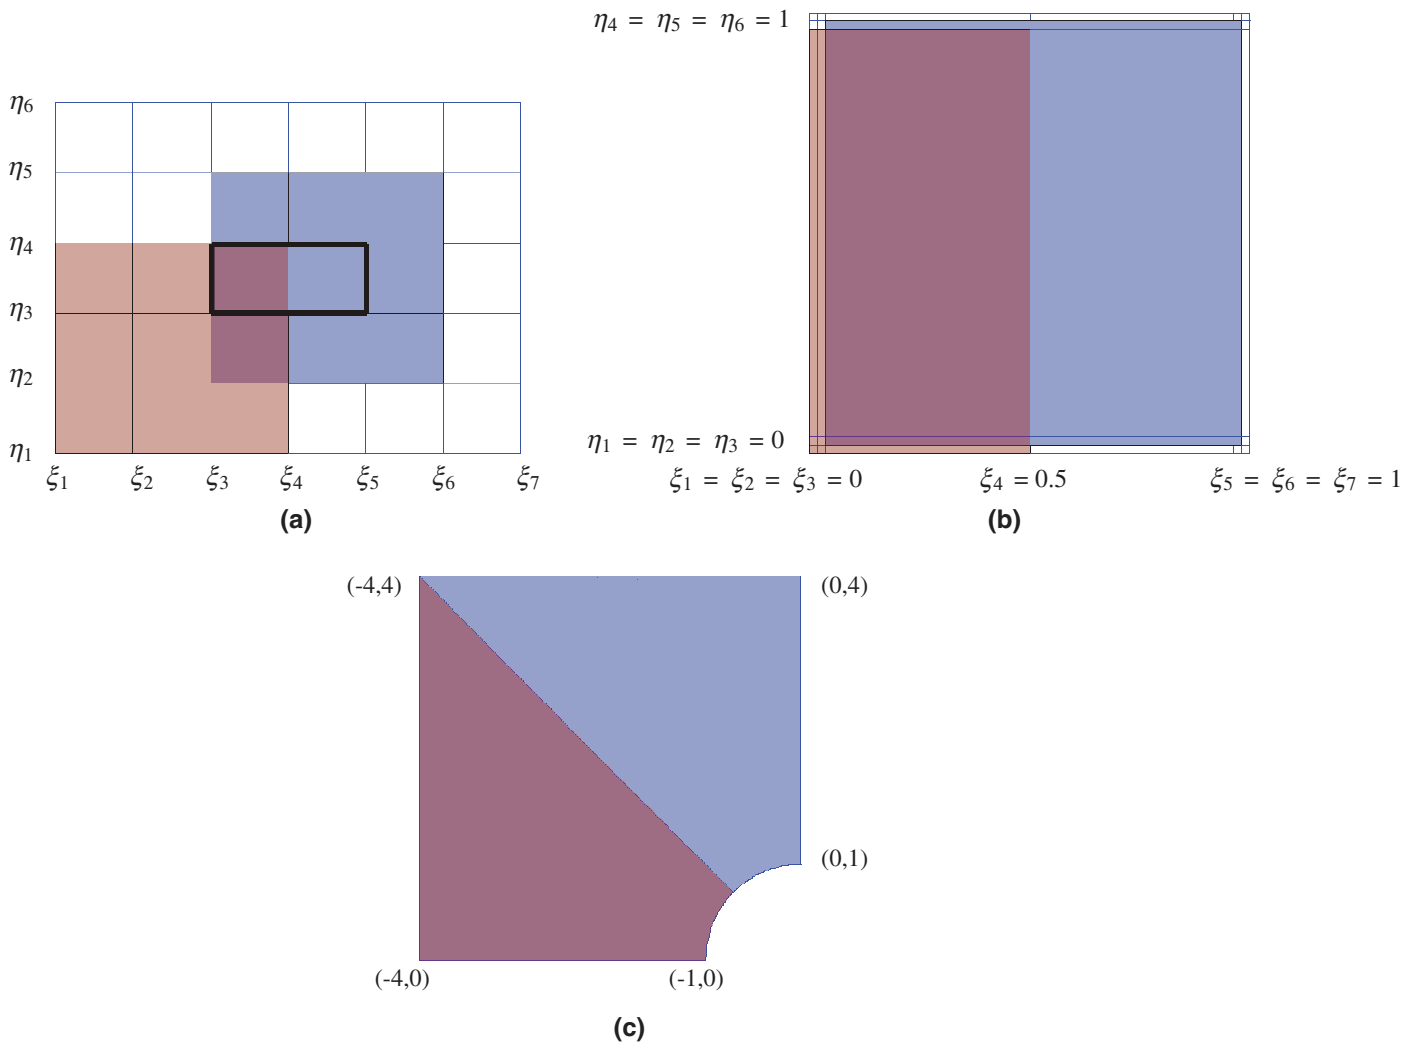 η4 = η5 = η6 = 1
η6
η5
η4
η3
η2
η1
η1 = η2 = η3 = 0
ξ1 ξ2 ξ3 ξ4 ξ5 ξ6 ξ7
ξ1 = ξ2 = ξ3 = 0 ξ4 = 0.5 ξ5 = ξ6 = ξ7 = 1
(a) (b)
(-4,4) (0,4)
(0,1)
(-4,0) (-1,0)
(c)